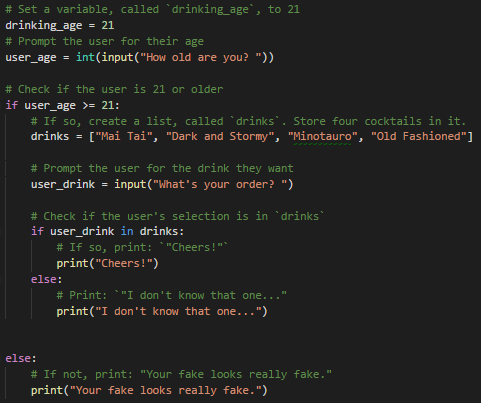 # Set a variable, called `drinking_age`, to 21
drinking_age = 21
# Prompt the user for their age
user_age = int(input("How old are you? "))

# Check if the user is 21 or older
if user_age >= 21:
    # If so, create a list, called `drinks`. Store four cocktails in it.
    drinks = ["Mai Tai", "Dark and Stormy", "Minotauro", "Old Fashioned"]

    # Prompt the user for the drink they want
    user_drink = input("What's your order? ")

    # Check if the user's selection is in `drinks`
    if user_drink in drinks:
        # If so, print: `"Cheers!"`
        print("Cheers!")
    else:
        # Print: `"I don't know that one..."
        print("I don't know that one...")


else:
    # If not, print: "Your fake looks really fake."
    print("Your fake looks really fake.")